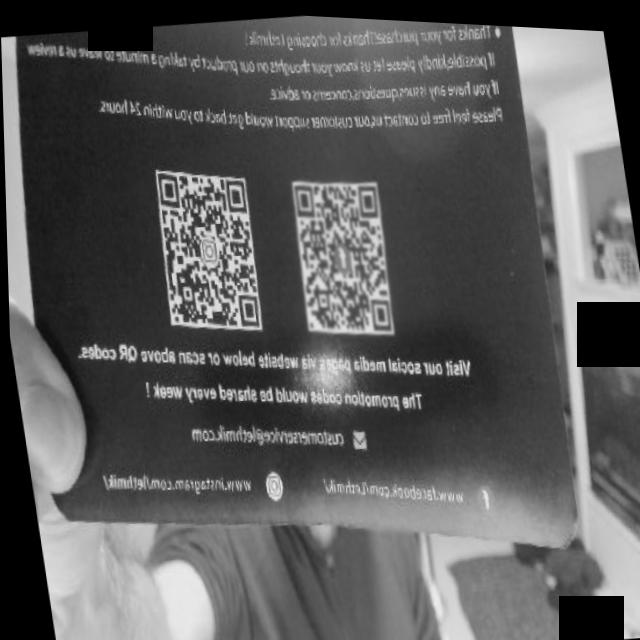 Thanks for your purchase!Thanks for choosing Lethmik!
If possible,kindly please let us know your thoughts on our product by taking a minute to leave us a review
If you have any issues,questions,concerns or advice.
Please feel free to contact us,our customer support would get back to you within 24 hours.
Visit our social media pages via website below or scan above QR codes.
The promotion codes would be shared every week !
customerservice@lethmik.com
www.facebook.com/Lethmik/ www.instagram.com/lethmik/